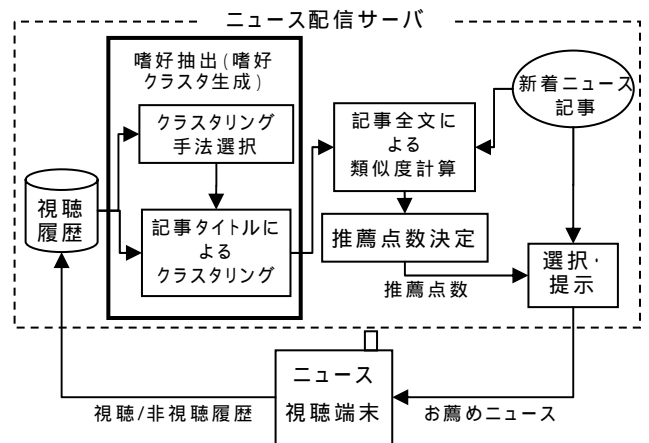 ニュース配信サーバ
嗜好抽出(嗜好
クラスタ生成)
クラスタリング
手法選択
視聴
履歴
記事タイトルに
よる
クラスタリング
記事全文に
よる
類似度計算
新着ニュース
記事
推薦点数決定
推薦点数
選択・
提示
ニュース
視聴端末
視聴/非視聴履歴
お薦めニュース